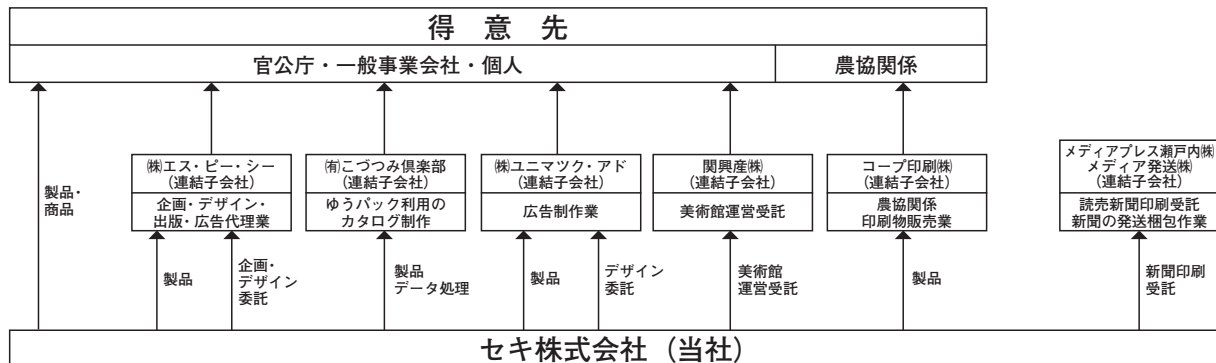 得意先
官公庁・一般事業会社・個人
農協関係
製品・
商品
㈱エス・ピー・シー
(連結子会社)
企画・デザイン・
出版・広告代理業
㈲こづつみ倶楽部
(連結子会社)
ゆうパック利用の
カタログ制作
㈱ユニマツク・アド
(連結子会社)
広告制作業
関興産㈱
(連結子会社)
美術館運営受託
コープ印刷㈱
(連結子会社)
農協関係
印刷物販売業
メディアプレス瀬戸内㈱
メディア発送㈱
(連結子会社)
読売新聞印刷受託
新聞の発送梱包作業
製品
企画・
デザイン
委託
製品
データ処理
製品
デザイン
委託
美術館
運営受託
製品
新聞印刷
受託
セキ株式会社（当社）